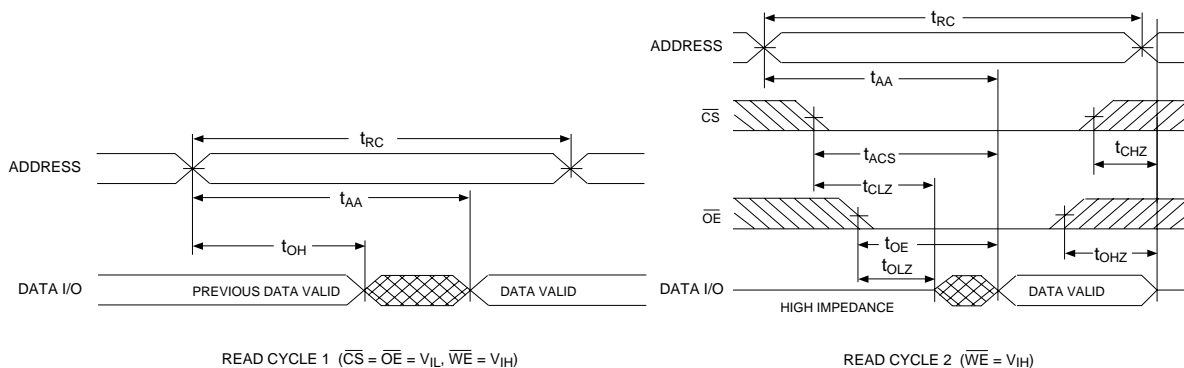 tRC
ADDRESS
tAA
tOH
DATA I/O
PREVIOUS DATA VALID
DATA VALID
READ CYCLE 1 (CS = OE = VIL, WE = VIH)
tRC
ADDRESS
tAA
CS
tACS
tCHZ
tCLZ
OE
tOE
tOHZ
tOLZ
DATA I/O
DATA VALID
HIGH IMPEDANCE
READ CYCLE 2 (WE = VIH)